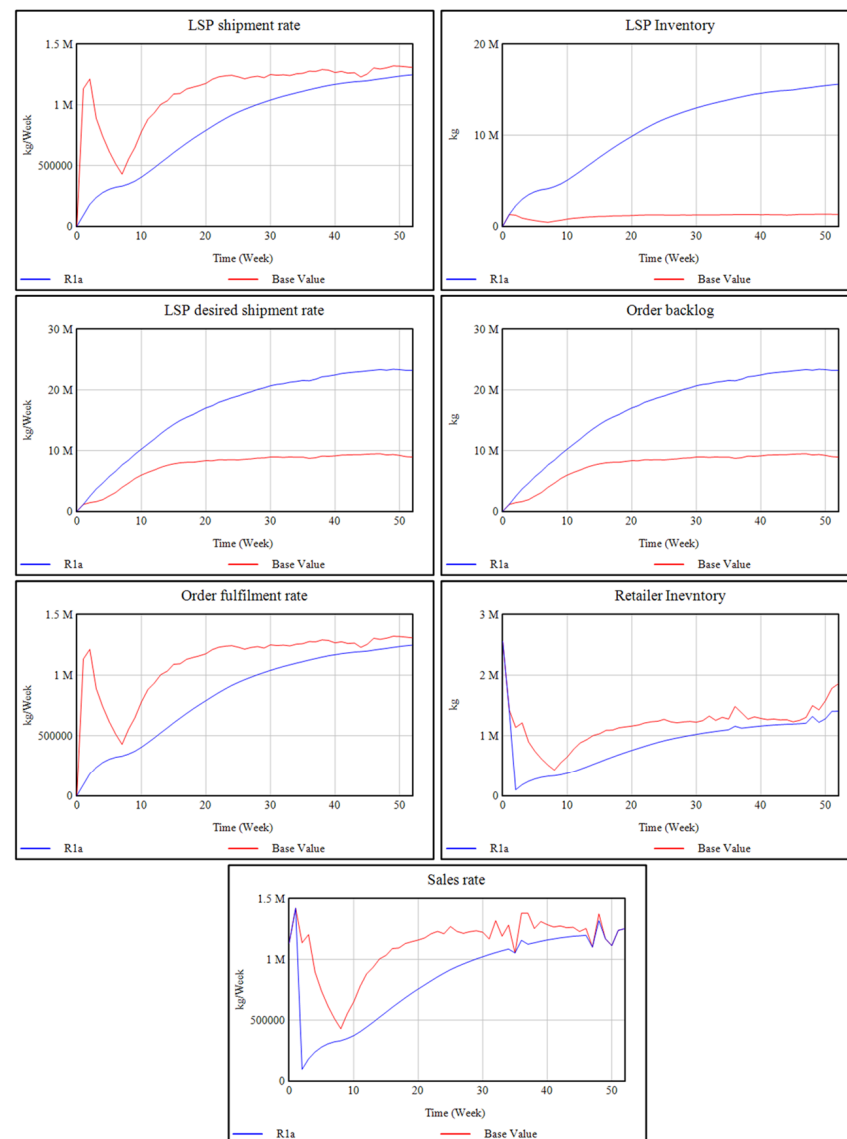 LSP shipment rate
1.5 M
1 M
500000
0
kg/Week
0 10 20 30 40 50
Time (Week)
R1a Base Value
LSP Inventory
20 M
10 M
0
kg
0 10 20 30 40 50
Time (Week)
R1a Base Value
LSP desired shipment rate
30 M
20 M
10 M
0
kg/Week
0 10 20 30 40 50
Time (Week)
R1a Base Value
Order backlog
30 M
20 M
10 M
0
kg
0 10 20 30 40 50
Time (Week)
R1a Base Value
Order fulfilment rate
1.5 M
1 M
500000
0
kg/Week
0 10 20 30 40 50
Time (Week)
R1a Base Value
Retailer Inevntory
3 M
2 M
1 M
0
kg
0 10 20 30 40 50
Time (Week)
R1a Base Value
Sales rate
1.5 M
1 M
500000
0
kg/Week
0 10 20 30 40 50
Time (Week)
R1a Base Value